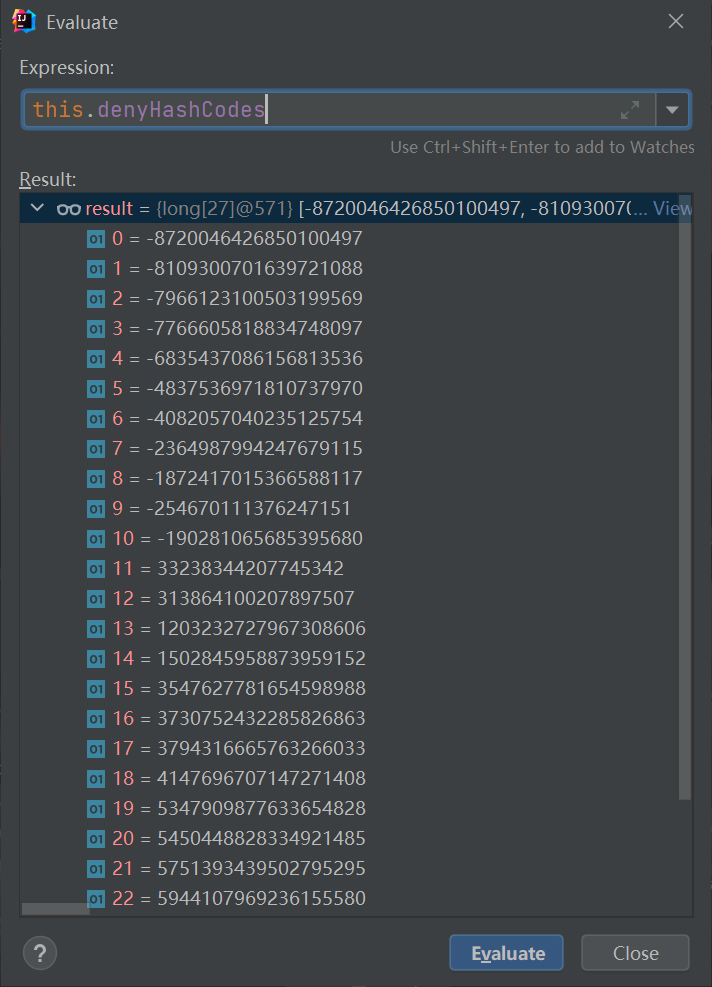 Evaluate
Expression:
this.denyHashCodes
Use Ctrl+Shift+Enter to add to Watches
Result:
result = {long[27]@571} [-8720046426850100497, -81093007(... View
01 0 = -8720046426850100497
01 1 = -8109300701639721088
01 2 = -7966123100503199569
01 3 = -7766605818834748097
01 4 = -6835437086156813536
01 5 = -4837536971810737970
01 6 = -4082057040235125754
01 7 = -2364987994247679115
01 8 = -1872417015366588117
01 9 = -254670111376247151
01 10 = -190281065685395680
01 11 = 33238344207745342
01 12 = 313864100207897507
01 13 = 1203232727967308606
01 14 = 1502845958873959152
01 15 = 3547627781654598988
01 16 = 3730752432285826863
01 17 = 3794316665763266033
01 18 = 4147696707147271408
01 19 = 5347909877633654828
01 20 = 5450448828334921485
01 21 = 5751393439502795295
01 22 = 5944107969236155580
? Evaluate Close